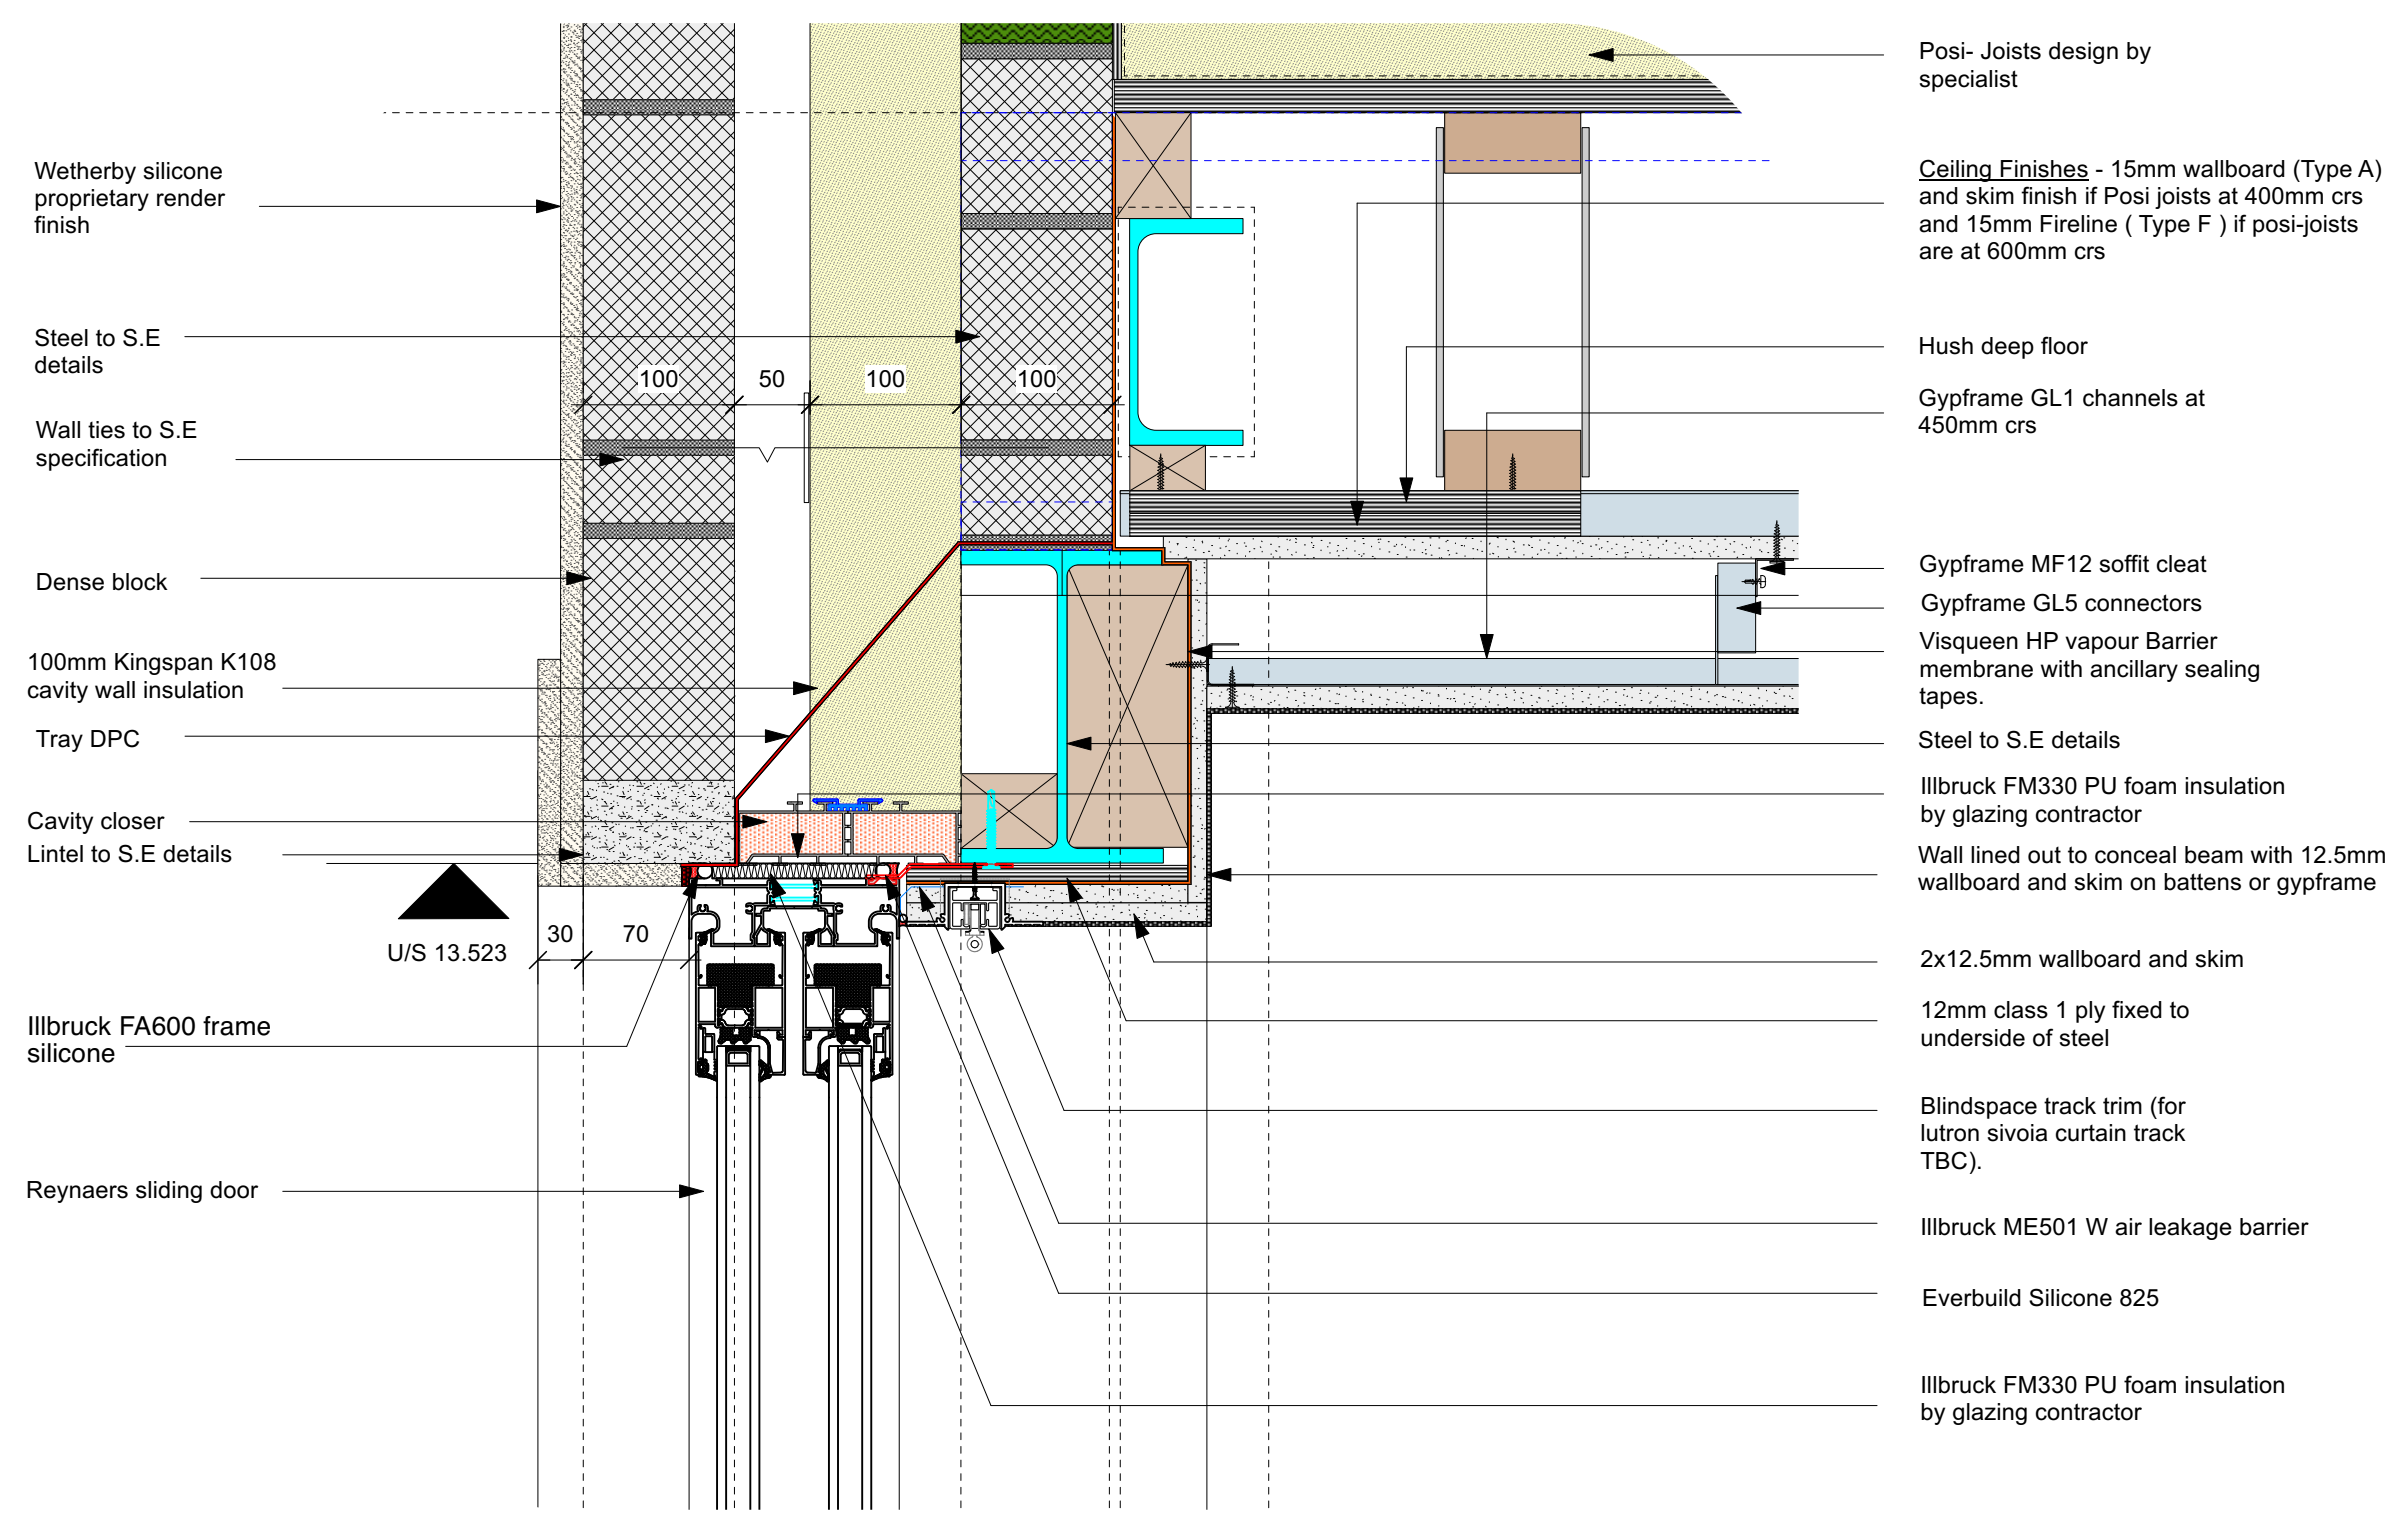 Wetherby silicone
proprietary render
finish
Steel to S.E
details
Wall ties to S.E
specification
Dense block
100mm Kingspan K108
cavity wall insulation
Tray DPC
Cavity closer
Lintel to S.E details
U/S 13.523
Illbruck FA600 frame
silicone
Reynaers sliding door
100
50
100
100
30
70
Posi- Joists design by
specialist
Ceiling Finishes - 15mm wallboard (Type A)
and skim finish if Posi joists at 400mm crs
and 15mm Fireline ( Type F ) if posi-joists
are at 600mm crs
Hush deep floor
Gypframe GL1 channels at
450mm crs
Gypframe MF12 soffit cleat
Gypframe GL5 connectors
Visqueen HP vapour Barrier
membrane with ancillary sealing
tapes.
Steel to S.E details
Illbruck FM330 PU foam insulation
by glazing contractor
Wall lined out to conceal beam with 12.5mm
wallboard and skim on battens or gypframe
2x12.5mm wallboard and skim
12mm class 1 ply fixed to
underside of steel
Blindspace track trim (for
lutron sivoia curtain track
TBC).
Illbruck ME501 W air leakage barrier
Everbuild Silicone 825
Illbruck FM330 PU foam insulation
by glazing contractor